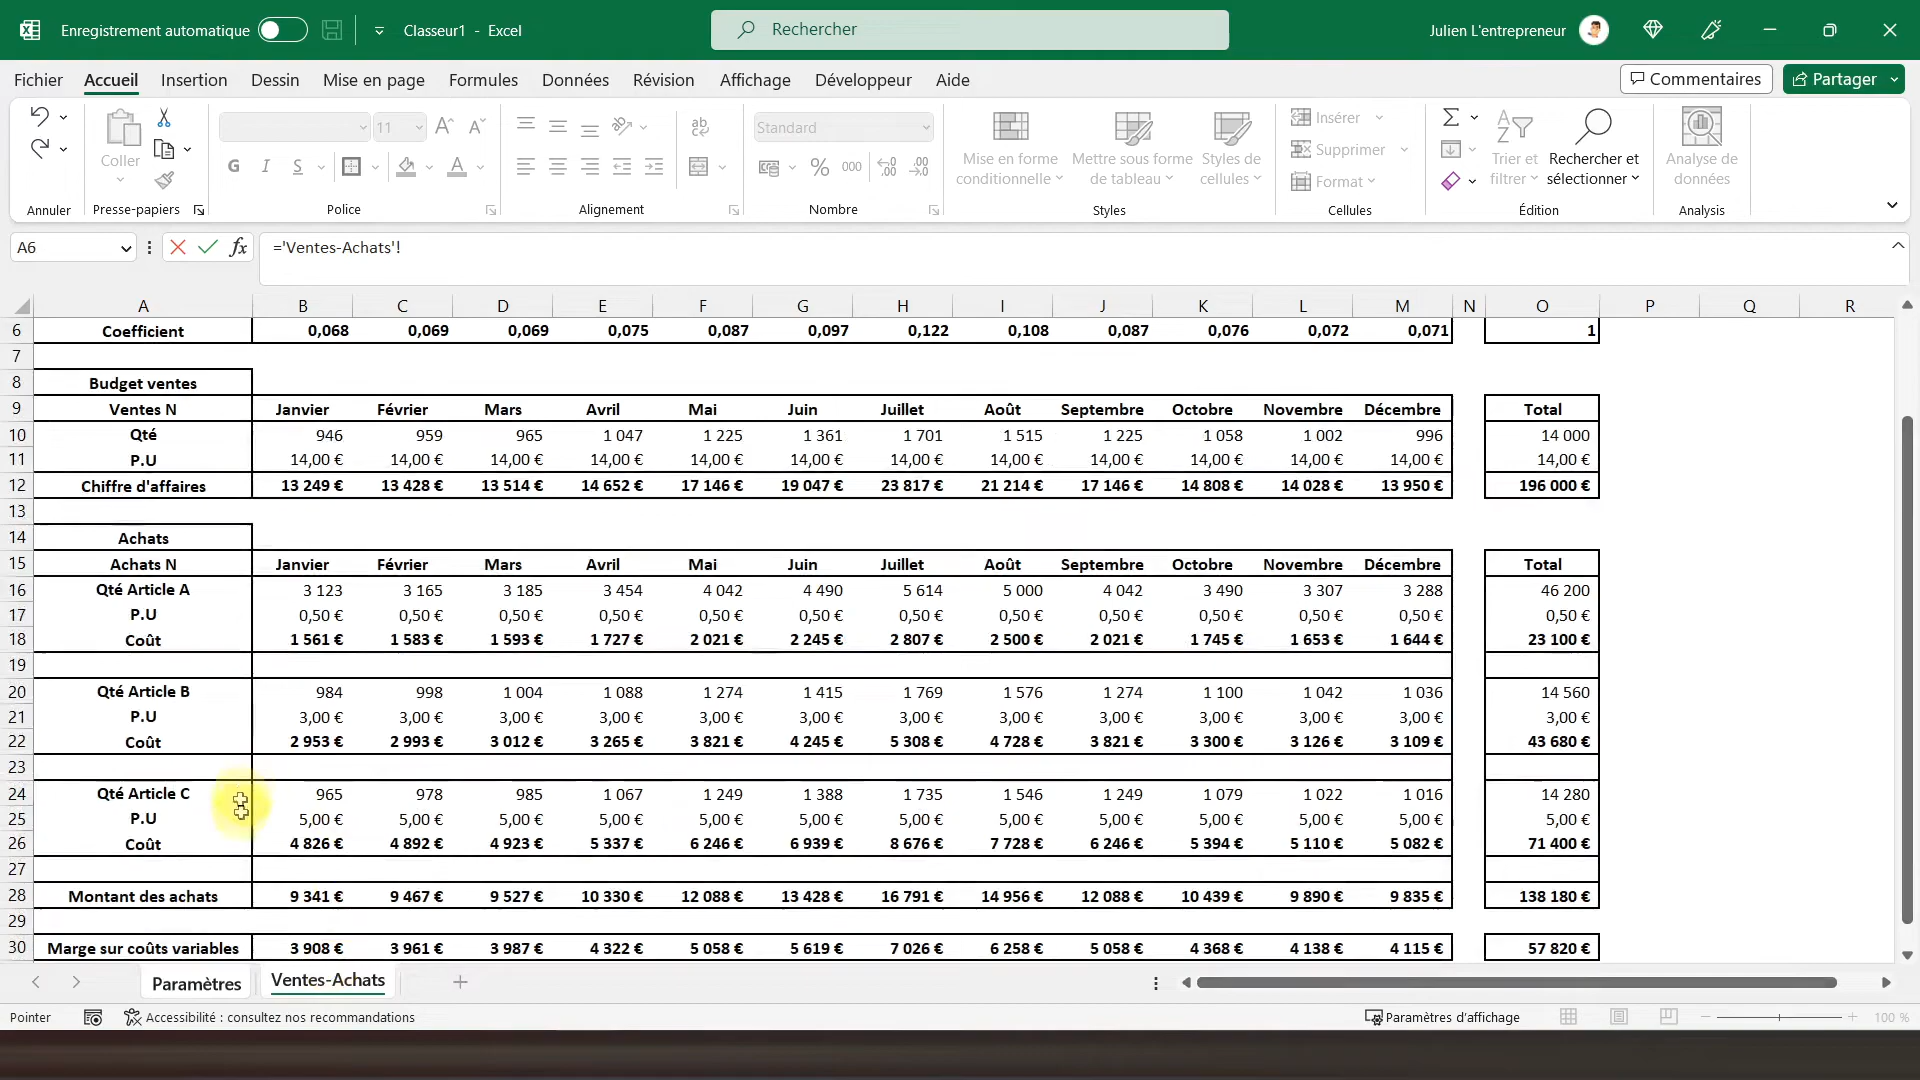 Enregistrement automatique Classeur1 - Excel Rechercher Julien L'entrepreneur
Fichier Accueil Insertion Dessin Mise en page Formules Données Révision Affichage Développeur Aide Commentaires Partager
11 Standard Insérer
Coller Mise en forme Mettre sous forme Styles de Supprimer Trier et Rechercher et Analyse de
G I S % 000 conditionnelle de tableau cellules Format filtrer sélectionner données
Annuler Presse-papiers Police Alignement Nombre Styles Cellules Édition Analysis
A6 fx ='Ventes-Achats'!
A B C D E F G H I J K L M N O P Q R
6 Coefficient 0,068 0,069 0,069 0,075 0,087 0,097 0,122 0,108 0,087 0,076 0,072 0,071 1
7
8 Budget ventes
9 Ventes N Janvier Février Mars Avril Mai Juin Juillet Août Septembre Octobre Novembre Décembre Total
10 Qté 946 959 965 1 047 1 225 1 361 1 701 1 515 1 225 1 058 1 002 996 14 000
11 P.U 14,00 € 14,00 € 14,00 € 14,00 € 14,00 € 14,00 € 14,00 € 14,00 € 14,00 € 14,00 € 14,00 € 14,00 € 14,00 €
12 Chiffre d'affaires 13 249 € 13 428 € 13 514 € 14 652 € 17 146 € 19 047 € 23 817 € 21 214 € 17 146 € 14 808 € 14 028 € 13 950 € 196 000 €
13
14 Achats
15 Achats N Janvier Février Mars Avril Mai Juin Juillet Août Septembre Octobre Novembre Décembre Total
16 Qté Article A 3 123 3 165 3 185 3 454 4 042 4 490 5 614 5 000 4 042 3 490 3 307 3 288 46 200
17 P.U 0,50 € 0,50 € 0,50 € 0,50 € 0,50 € 0,50 € 0,50 € 0,50 € 0,50 € 0,50 € 0,50 € 0,50 € 0,50 €
18 Coût 1 561 € 1 583 € 1 593 € 1 727 € 2 021 € 2 245 € 2 807 € 2 500 € 2 021 € 1 745 € 1 653 € 1 644 € 23 100 €
19
20 Qté Article B 984 998 1 004 1 088 1 274 1 415 1 769 1 576 1 274 1 100 1 042 1 036 14 560
21 P.U 3,00 € 3,00 € 3,00 € 3,00 € 3,00 € 3,00 € 3,00 € 3,00 € 3,00 € 3,00 € 3,00 € 3,00 € 3,00 €
22 Coût 2 953 € 2 993 € 3 012 € 3 265 € 3 821 € 4 245 € 5 308 € 4 728 € 3 821 € 3 300 € 3 126 € 3 109 € 43 680 €
23
24 Qté Article C 965 978 985 1 067 1 249 1 388 1 735 1 546 1 249 1 079 1 022 1 016 14 280
25 P.U 5,00 € 5,00 € 5,00 € 5,00 € 5,00 € 5,00 € 5,00 € 5,00 € 5,00 € 5,00 € 5,00 € 5,00 € 5,00 €
26 Coût 4 826 € 4 892 € 4 923 € 5 337 € 6 246 € 6 939 € 8 676 € 7 728 € 6 246 € 5 394 € 5 110 € 5 082 € 71 400 €
27
28 Montant des achats 9 341 € 9 467 € 9 527 € 10 330 € 12 088 € 13 428 € 16 791 € 14 956 € 12 088 € 10 439 € 9 890 € 9 835 € 138 180 €
29
30 Marge sur coûts variables 3 908 € 3 961 € 3 987 € 4 322 € 5 058 € 5 619 € 7 026 € 6 258 € 5 058 € 4 368 € 4 138 € 4 115 € 57 820 €
Paramètres Ventes-Achats
Pointer Accessibilité : consultez nos recommandations Paramètres d'affichage 100 %